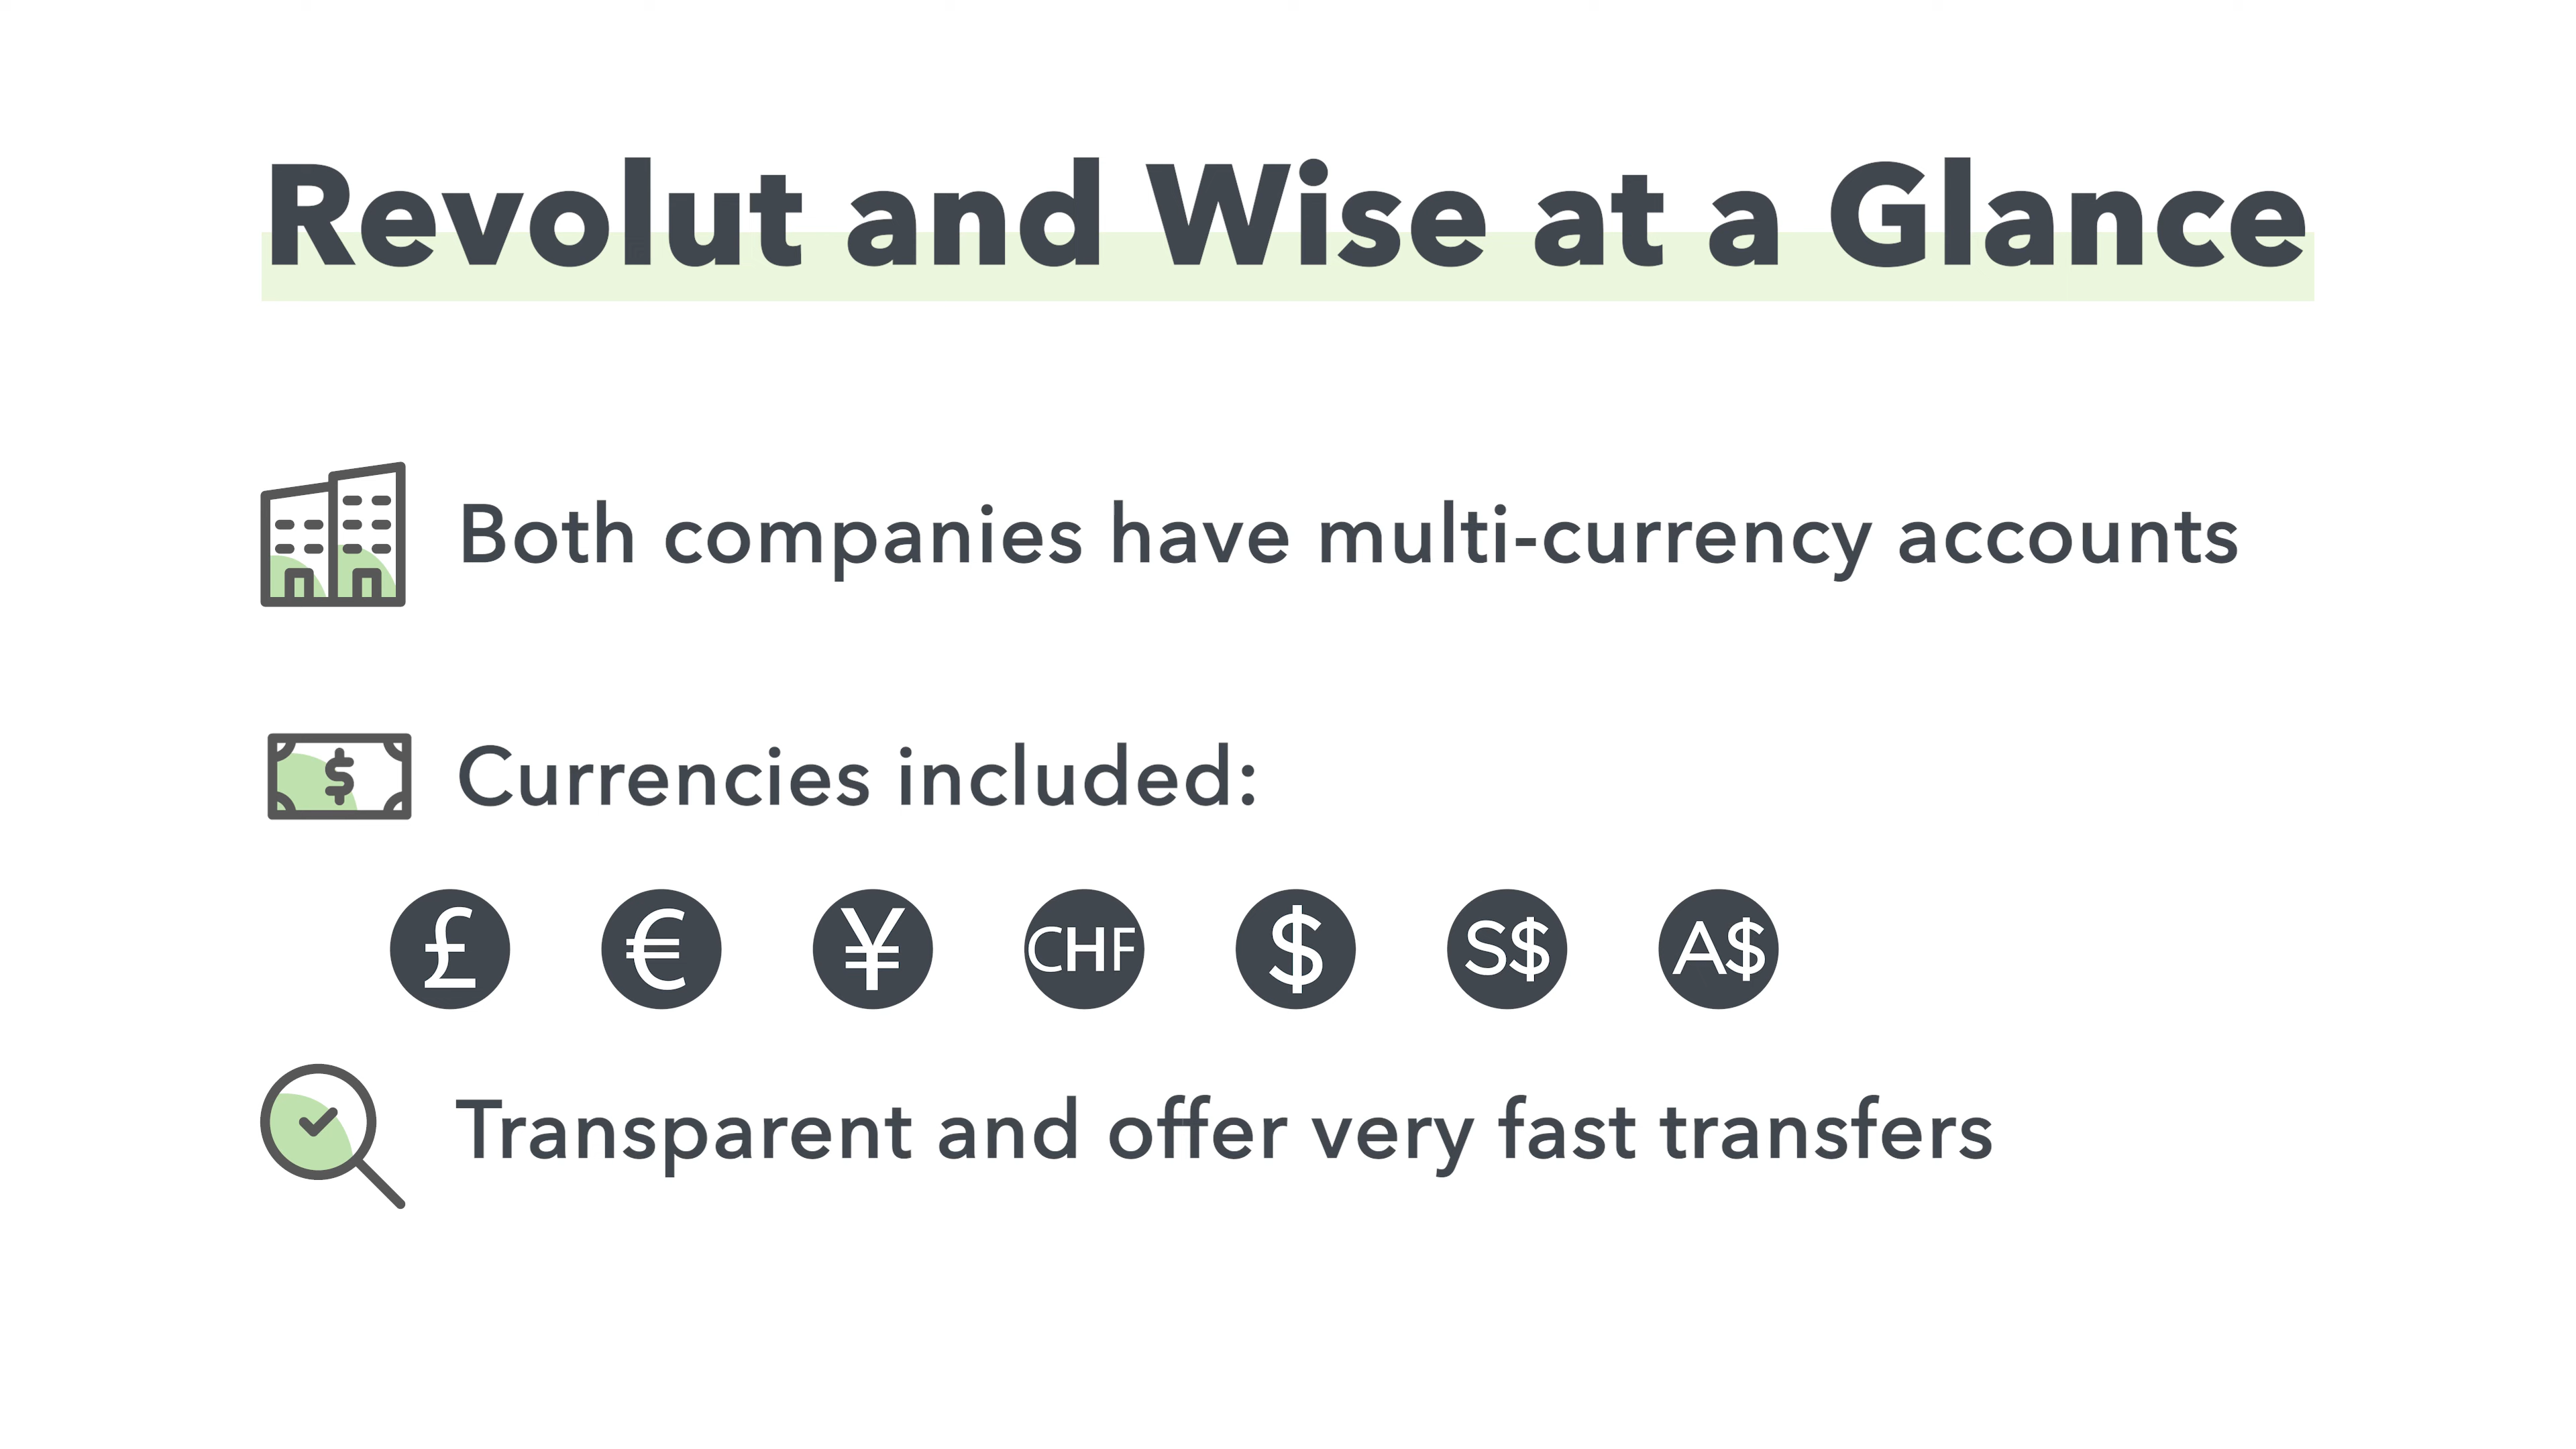 Revolut and Wise at a Glance
Both companies have multi-currency accounts
$ Currencies included:
£ € ¥ CHF $ S$ A$
Transparent and offer very fast transfers